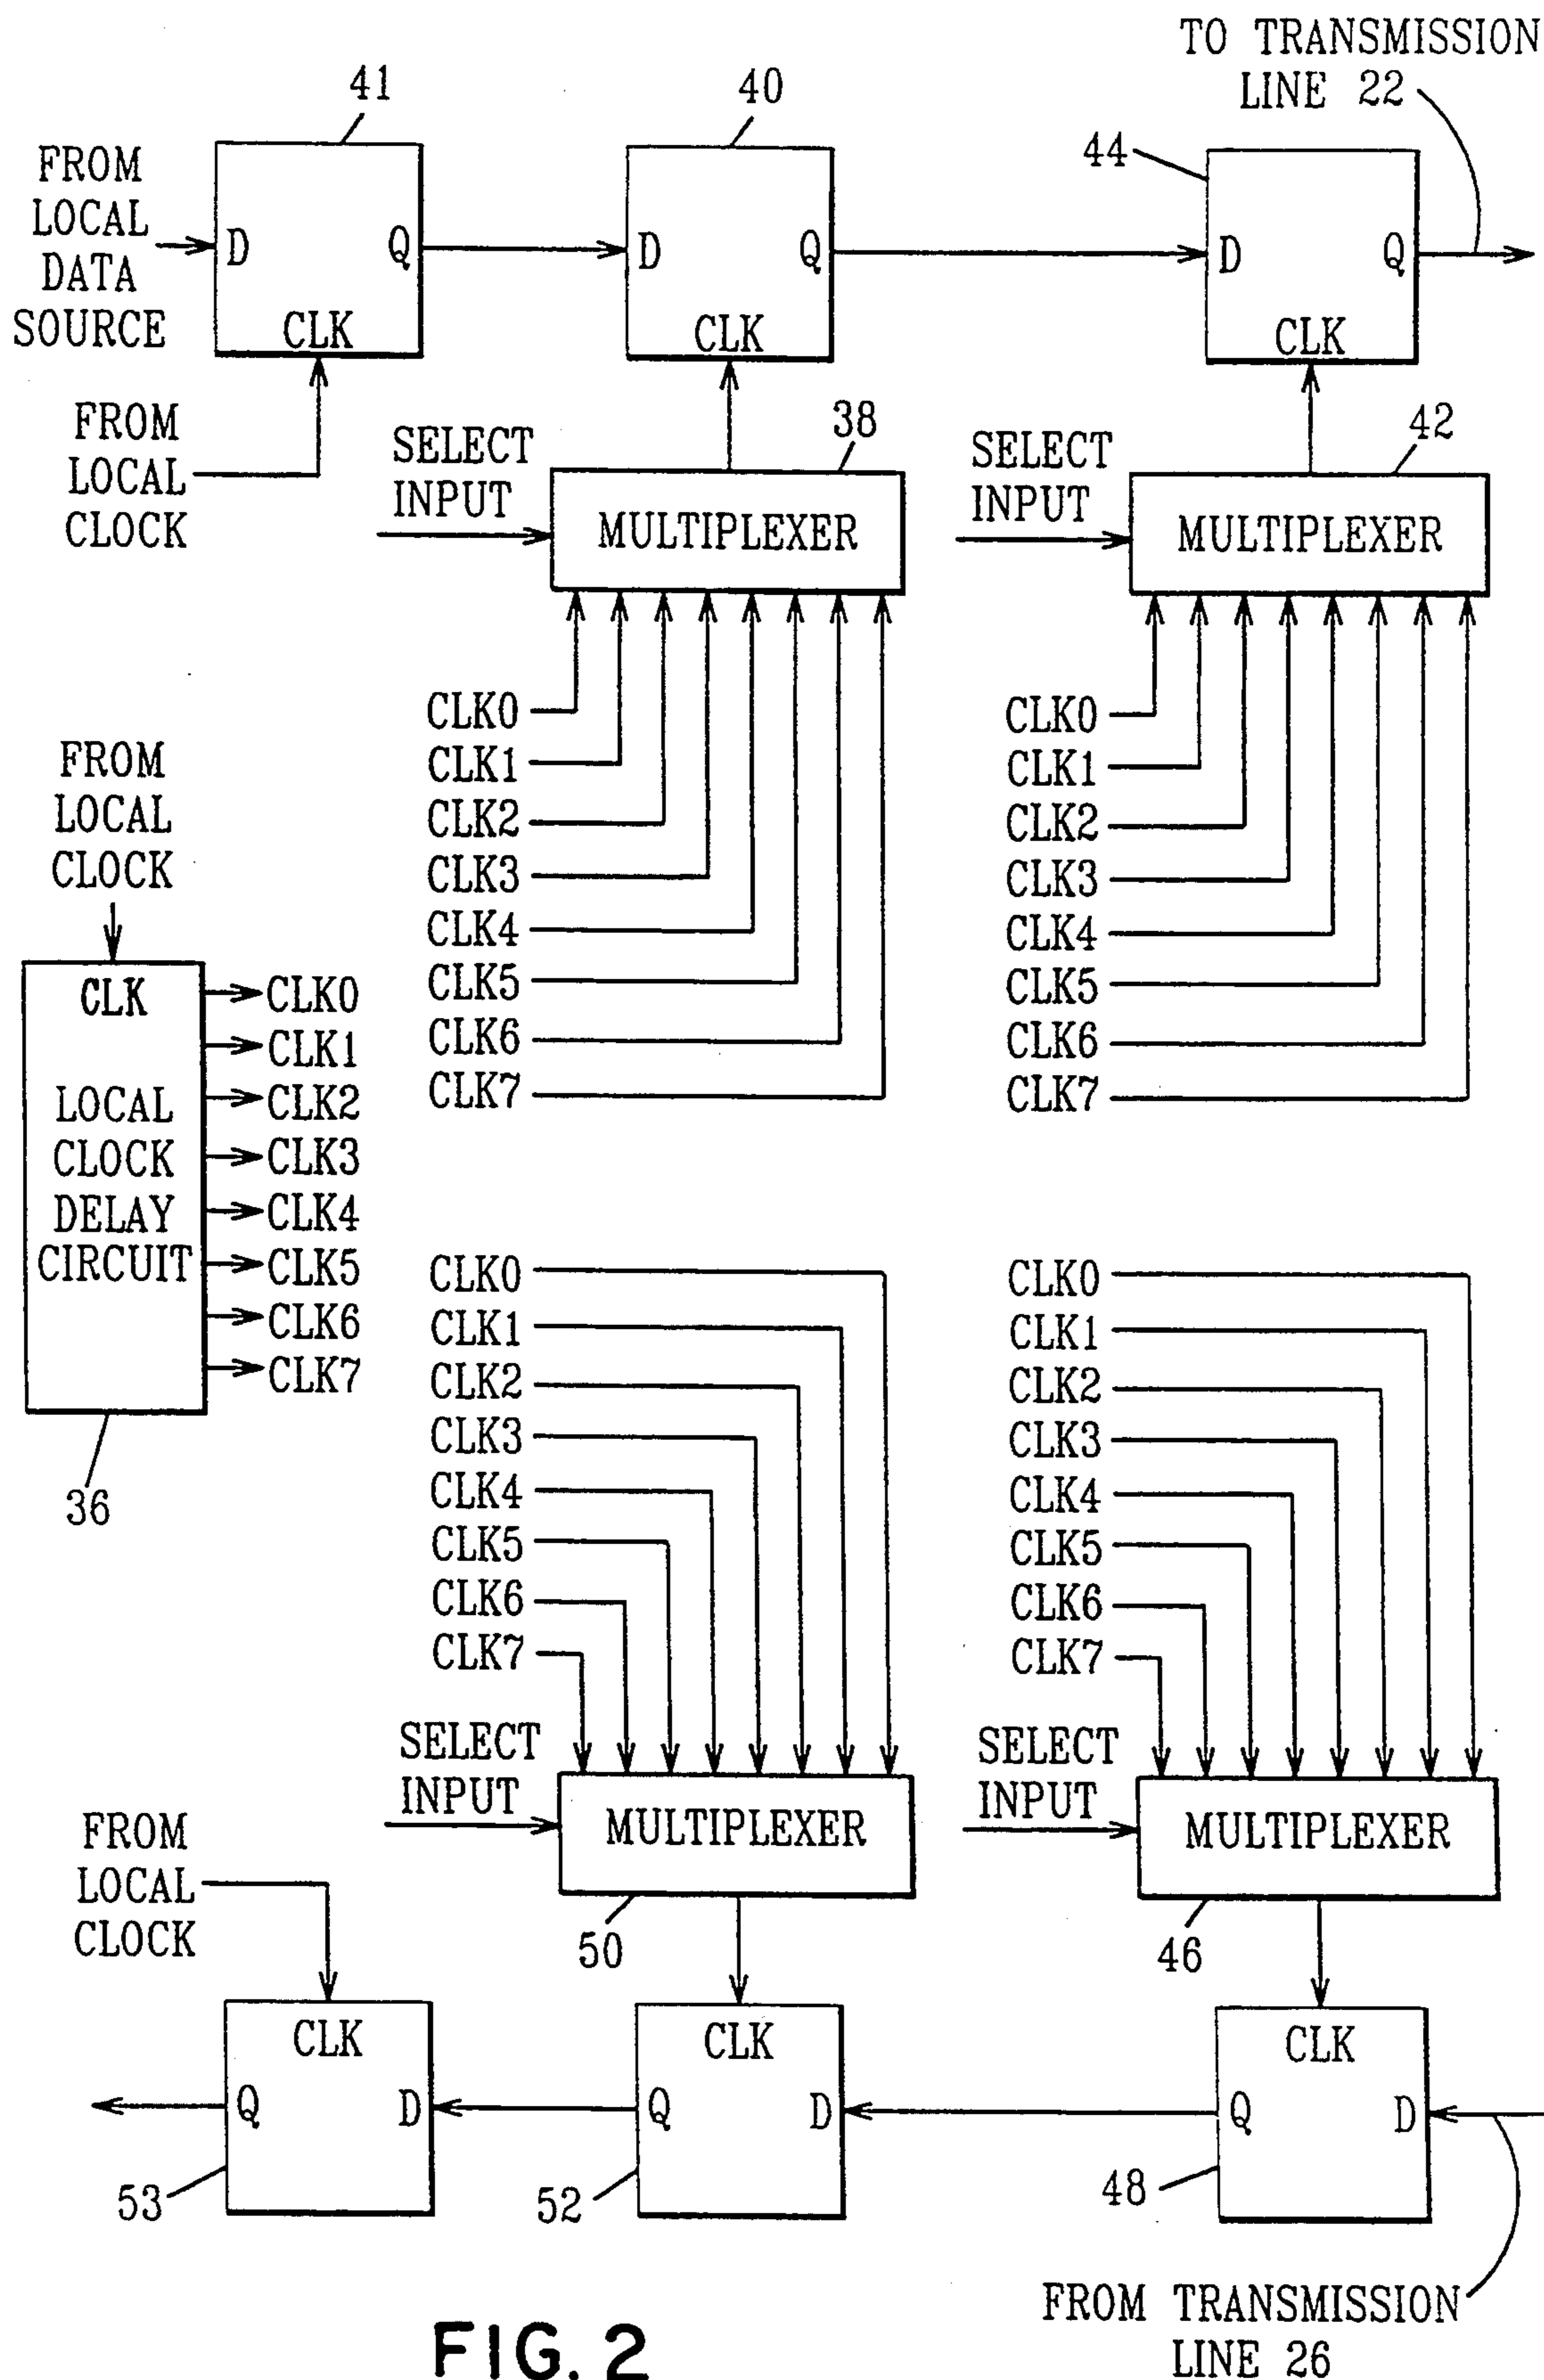 TO TRANSMISSION
LINE 22
41
40
44
FROM
LOCAL
DATA
SOURCE
D
Q
CLK
D
Q
CLK
D
Q
CLK
FROM
LOCAL
CLOCK
SELECT
INPUT
38
MULTIPLEXER
SELECT
INPUT
42
MULTIPLEXER
CLK0
CLK1
CLK2
CLK3
CLK4
CLK5
CLK6
CLK7
CLK0
CLK1
CLK2
CLK3
CLK4
CLK5
CLK6
CLK7
FROM
LOCAL
CLOCK
CLK
LOCAL
CLOCK
DELAY
CIRCUIT
CLK0
CLK1
CLK2
CLK3
CLK4
CLK5
CLK6
CLK7
36
CLK0
CLK1
CLK2
CLK3
CLK4
CLK5
CLK6
CLK7
CLK0
CLK1
CLK2
CLK3
CLK4
CLK5
CLK6
CLK7
SELECT
INPUT
MULTIPLEXER
50
SELECT
INPUT
MULTIPLEXER
46
FROM
LOCAL
CLOCK
CLK
Q
D
53
CLK
Q
D
52
CLK
Q
D
48
FROM TRANSMISSION
LINE 26
FIG. 2